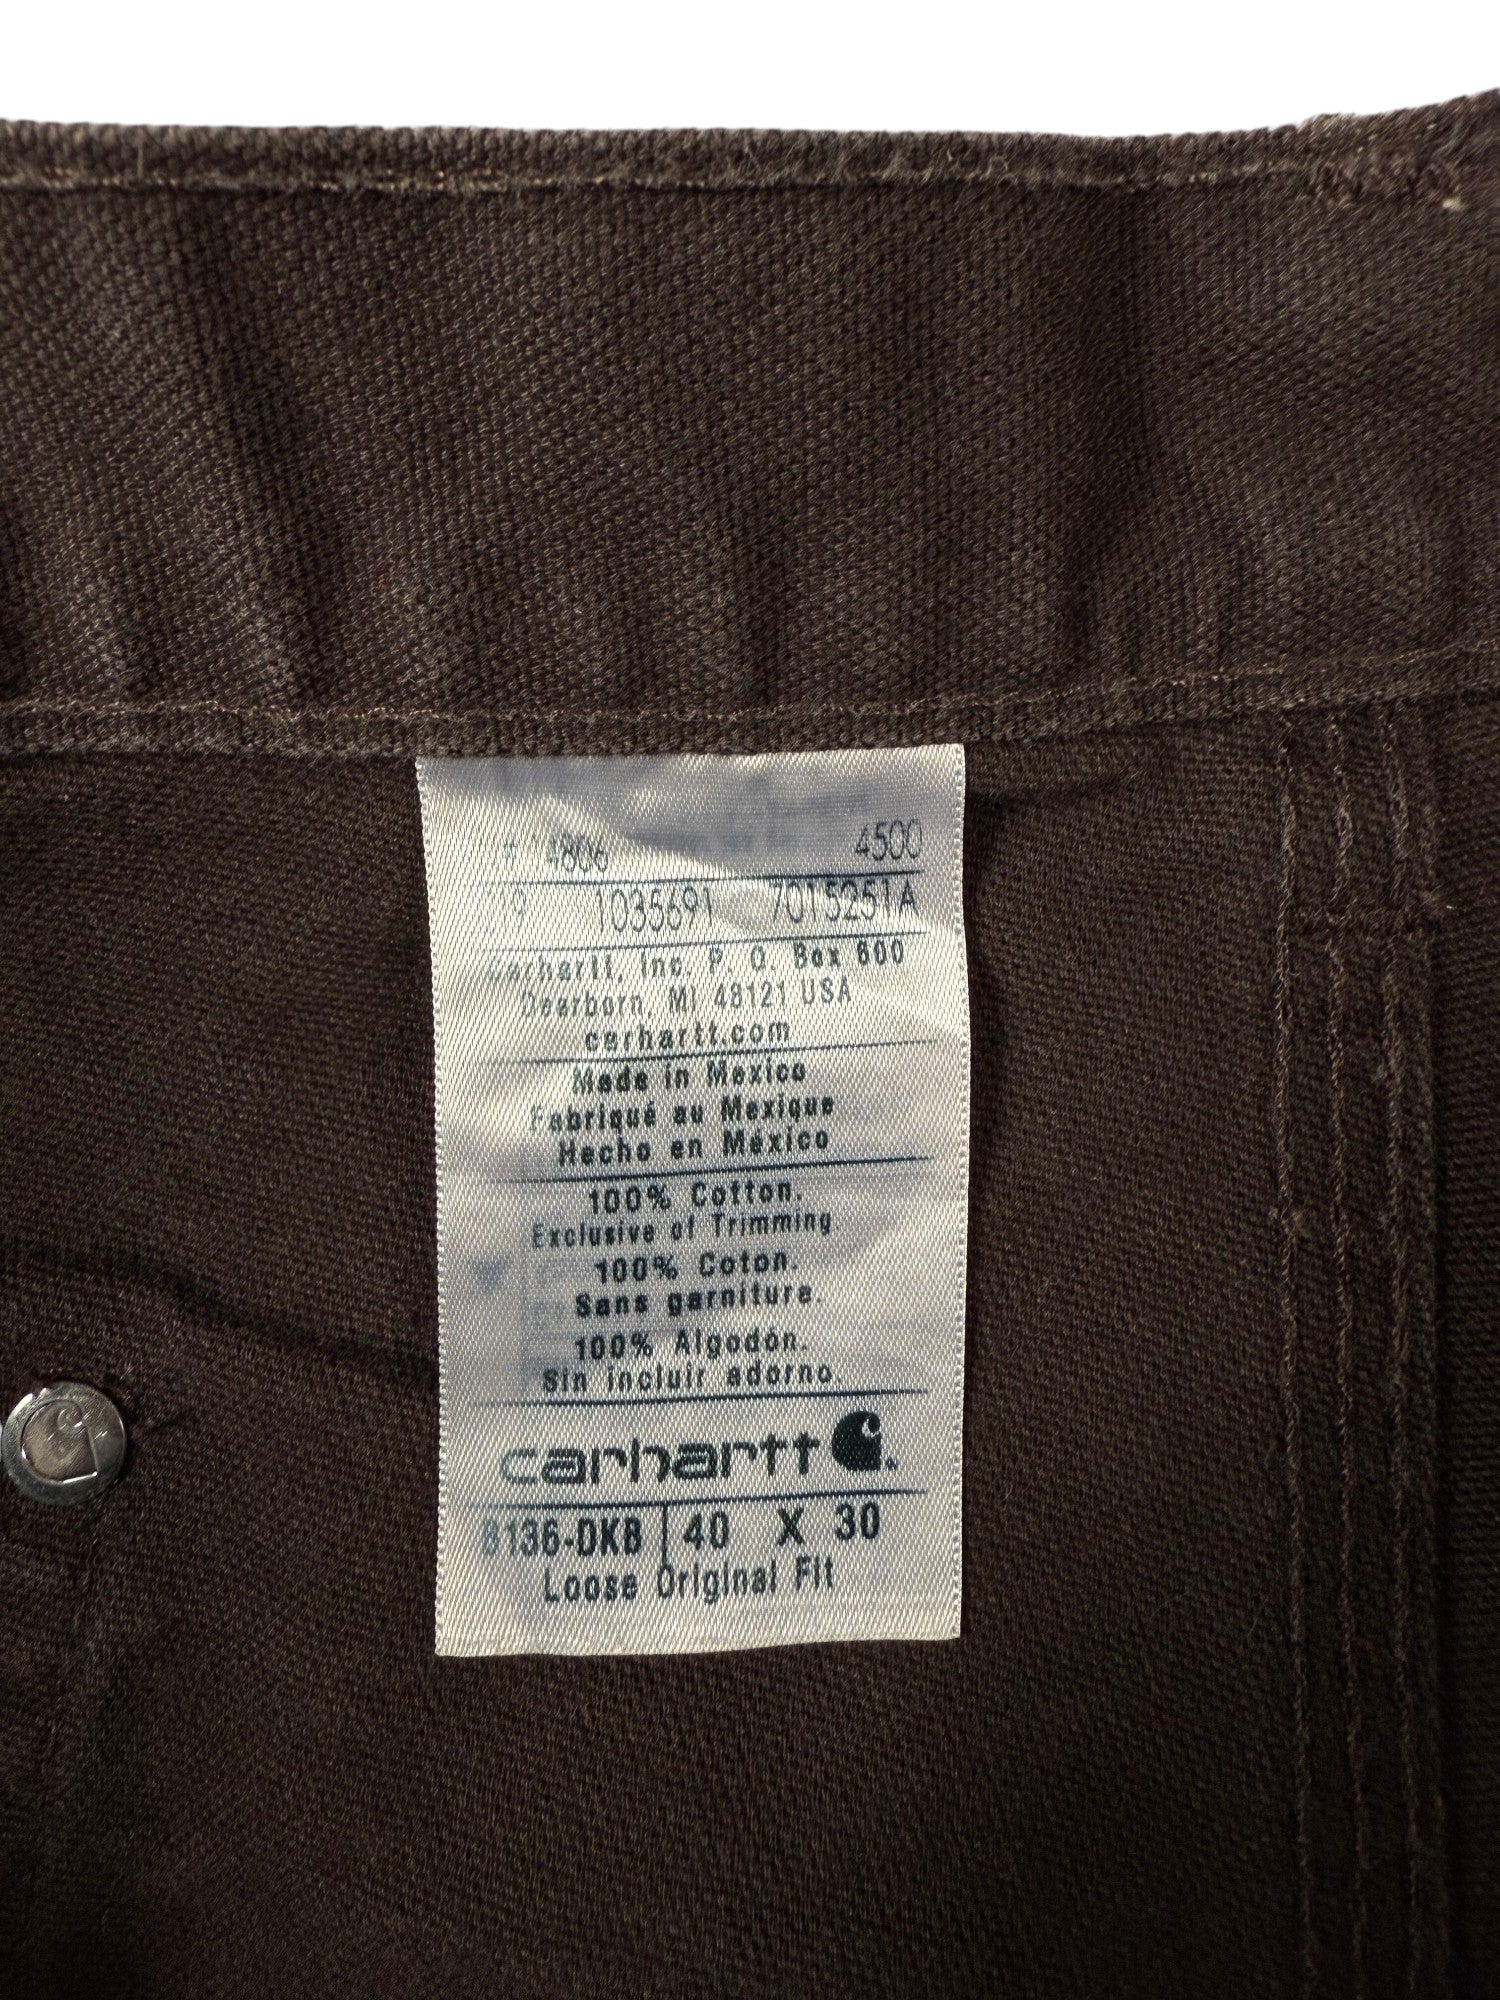 # 4806 4500
1035691 7015251A
Carhartt, Inc. P. O. Box 600
Dearborn, MI 48121 USA
carhartt.com
Made in Mexico
Fabriqué au Mexique
Hecho en México
100% Cotton.
Exclusive of Trimming
100% Coton.
Sans garniture.
100% Algodón.
Sin incluir adorno.
carhartt
B136-DKB 40 X 30
Loose Original Fit